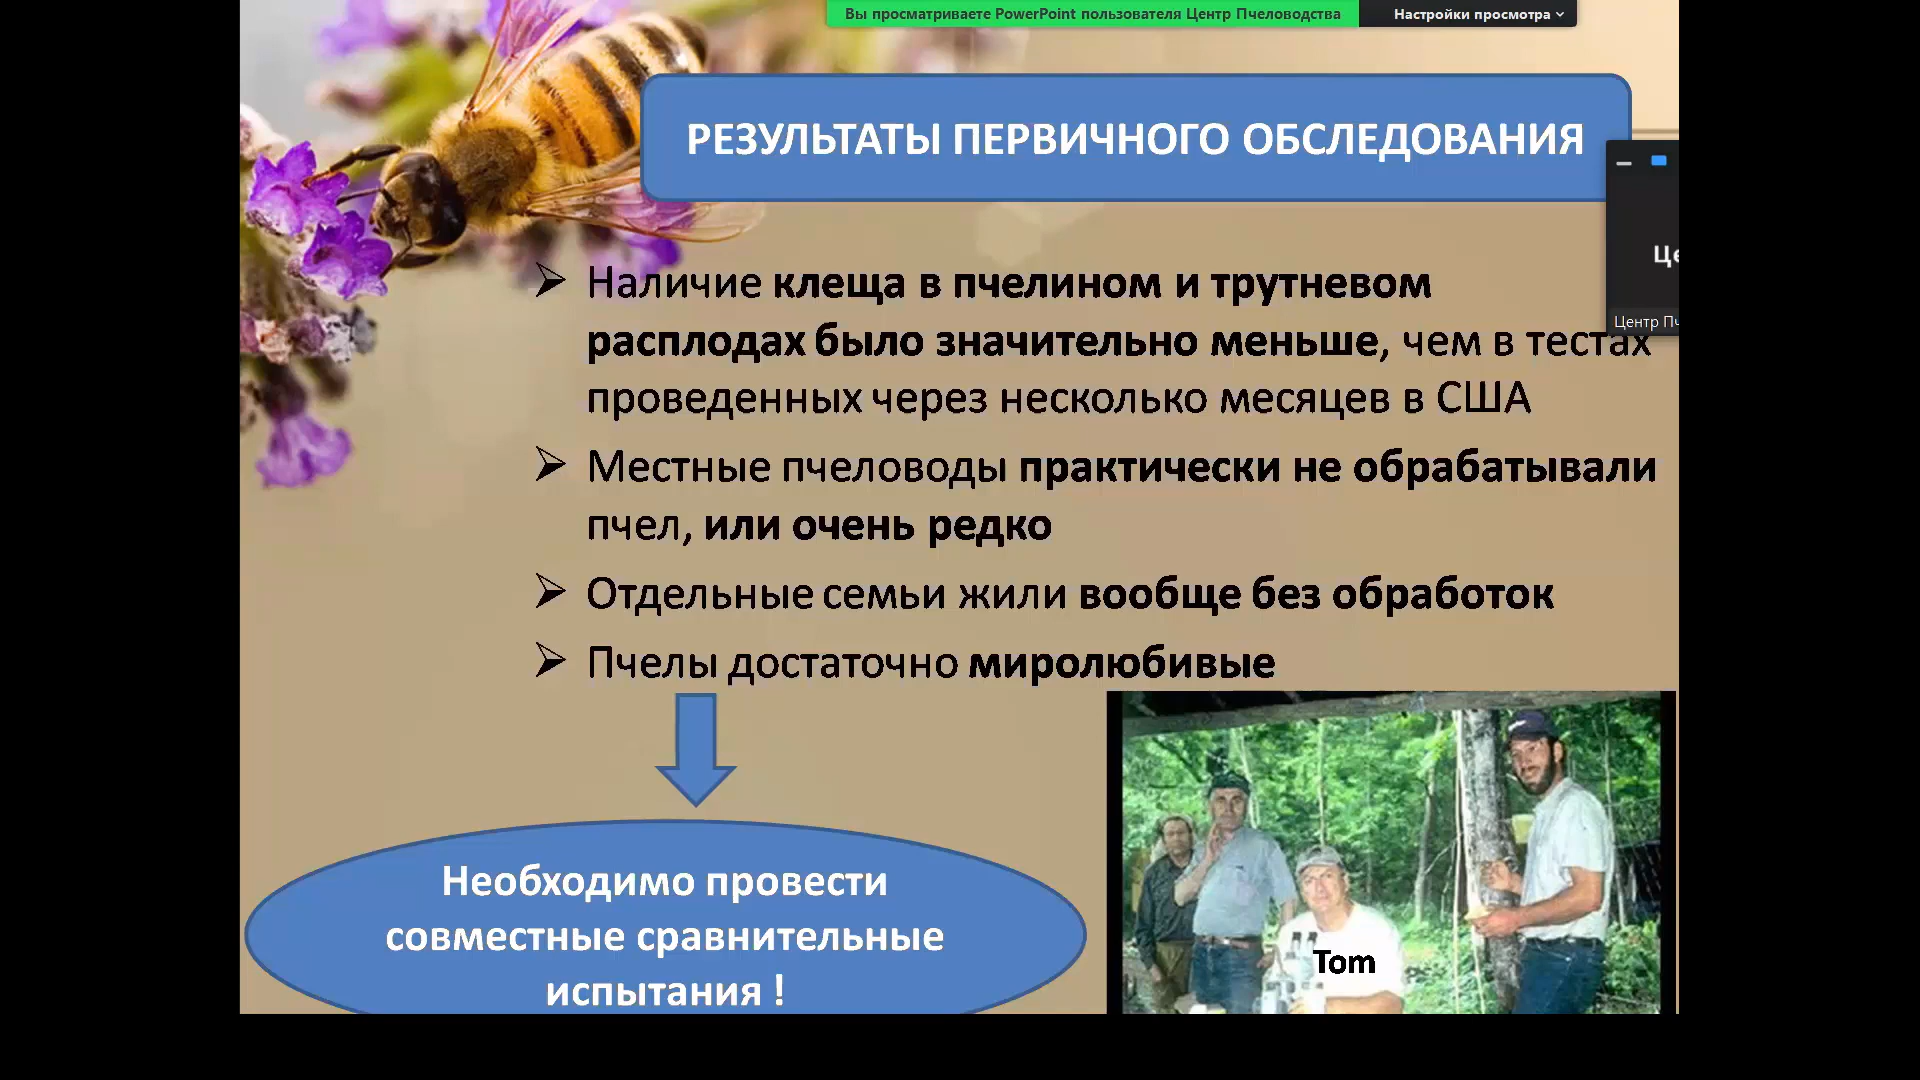 Вы просматриваете PowerPoint пользователя Центр Пчеловодства
Настройки просмотра
РЕЗУЛЬТАТЫ ПЕРВИЧНОГО ОБСЛЕДОВАНИЯ
Це
Центр Пч
Наличие клеща в пчелином и трутневом
расплодах было значительно меньше, чем в тестах
проведенных через несколько месяцев в США
Местные пчеловоды практически не обрабатывали
пчел, или очень редко
Отдельные семьи жили вообще без обработок
Пчелы достаточно миролюбивые
Необходимо провести
совместные сравнительные
испытания !
Tom